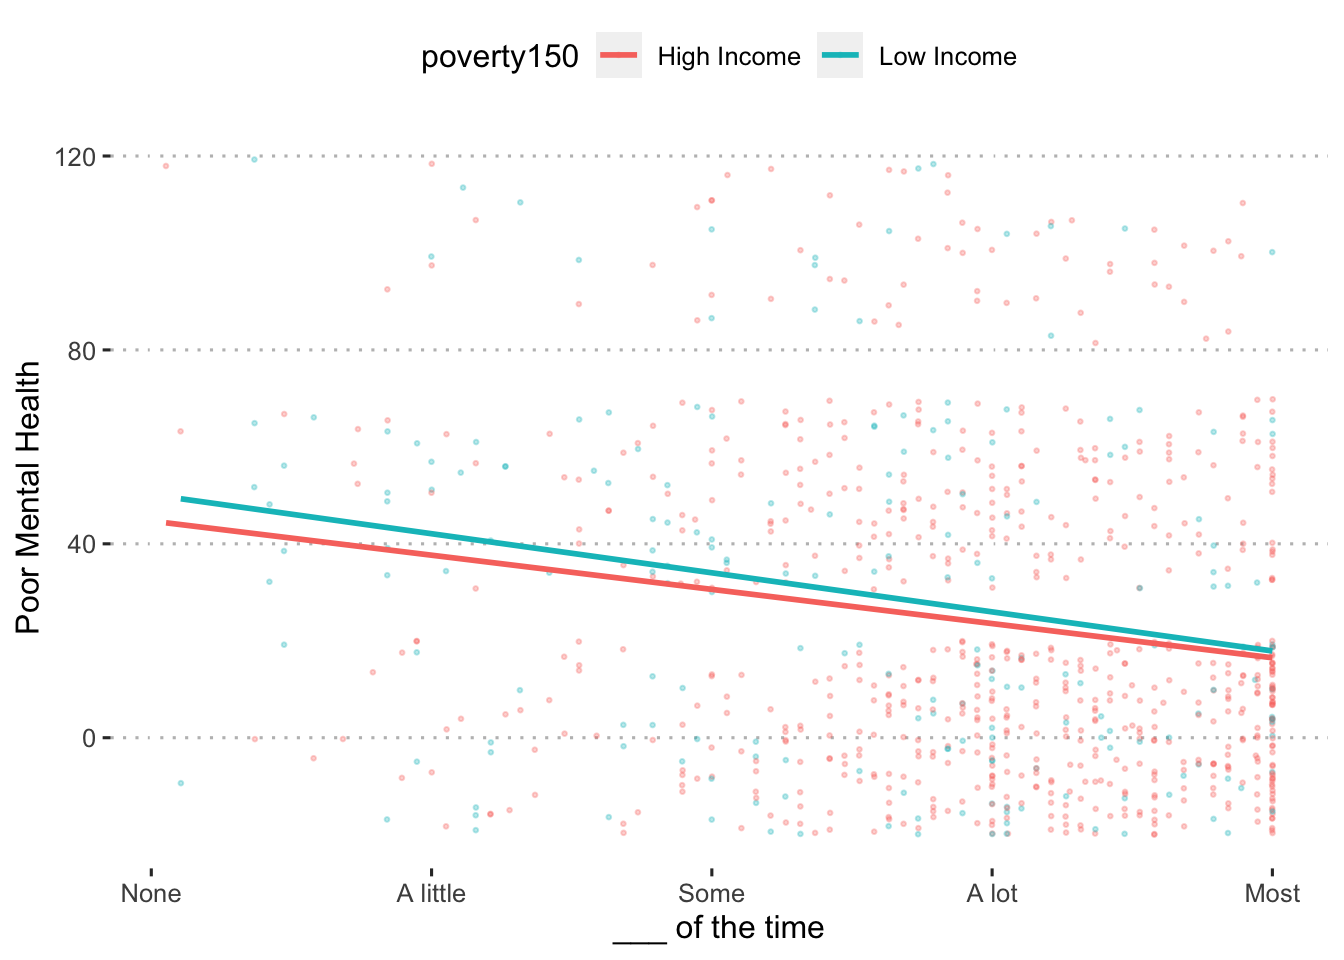 poverty150 High Income Low Income
120
80
40
0
Poor Mental Health
None A little Some A lot Most
___ of the time